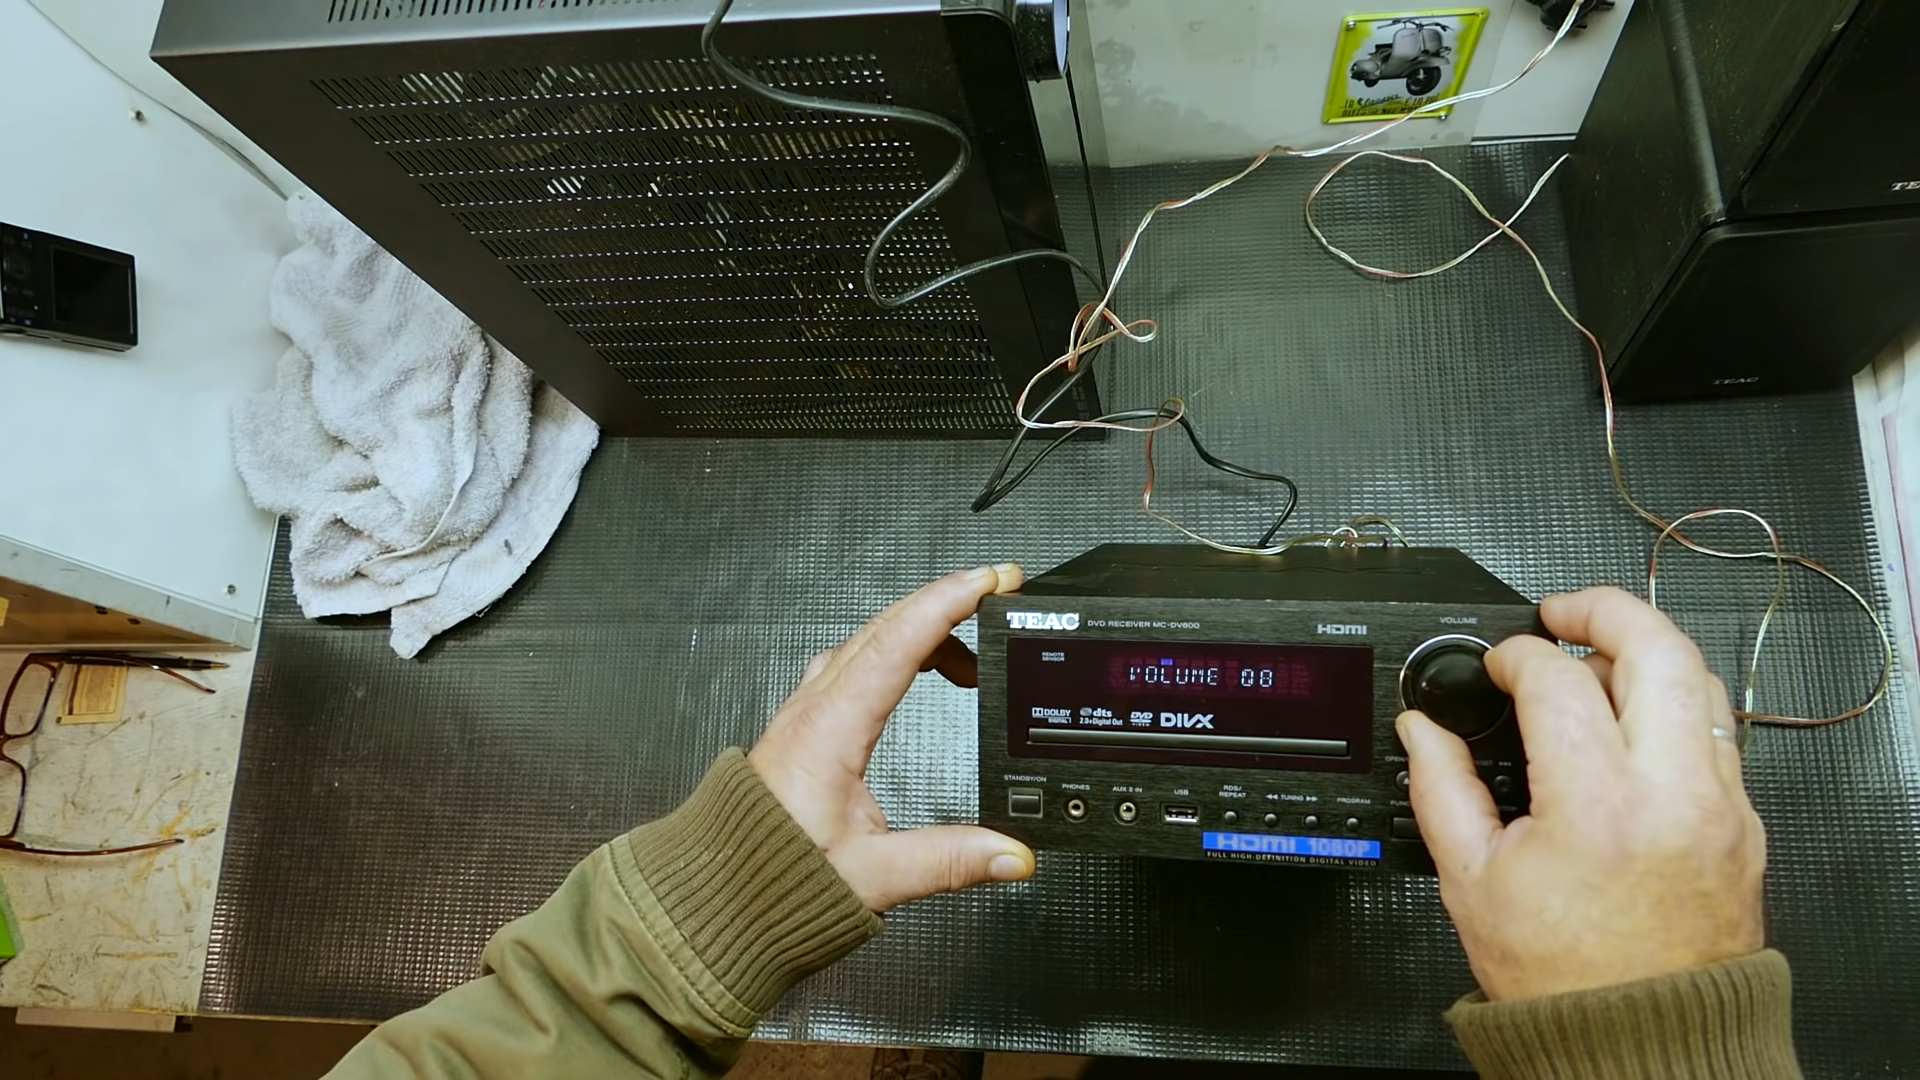 TEAC
TEAC DVD RECEIVER MC-DV600
HDMI
VOLUME
REMOTE
SENSOR
VOLUME 08
DOLBY
DIGITAL
dts
2.0+Digital Out
DVD
VIDEO
DIVX
STANDBY/ON
PHONES
AUX 2 IN
USB
RDS/
REPEAT
TUNING
PROGRAM
HDMI 1080P
FULL HIGH-DEFINITION DIGITAL VIDEO